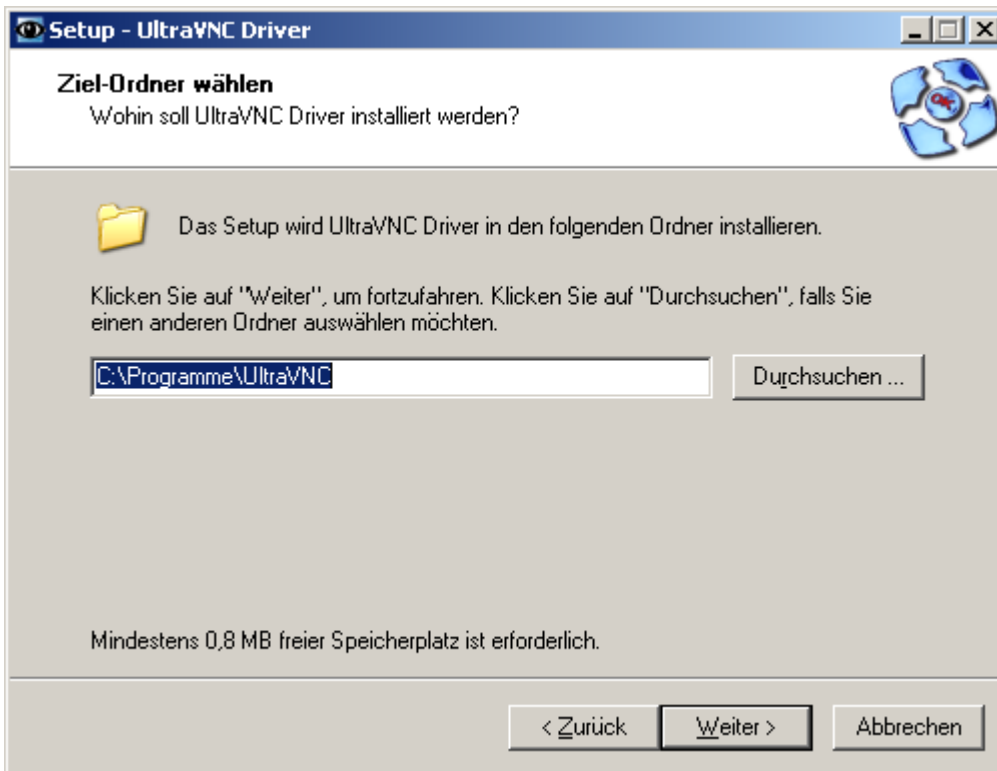 Setup - UltraVNC Driver
Ziel-Ordner wählen
Wohin soll UltraVNC Driver installiert werden?
OK
Das Setup wird UltraVNC Driver in den folgenden Ordner installieren.
Klicken Sie auf "Weiter", um fortzufahren. Klicken Sie auf "Durchsuchen", falls Sie
einen anderen Ordner auswählen möchten.
C:\Programme\UltraVNC
Durchsuchen ...
Mindestens 0,8 MB freier Speicherplatz ist erforderlich.
< Zurück
Weiter >
Abbrechen